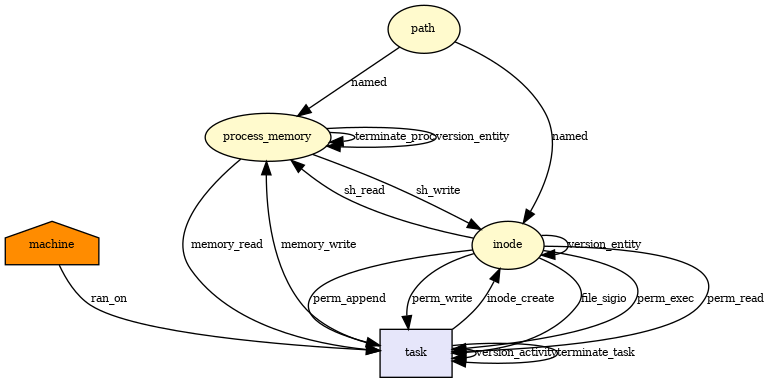 path
named
process_memory
terminate_proc
version_entity
named
sh_read
sh_write
machine
memory_read
memory_write
inode
version_entity
ran_on
perm_append
perm_write
inode_create
file_sigio
perm_exec
perm_read
task
version_activity
terminate_task